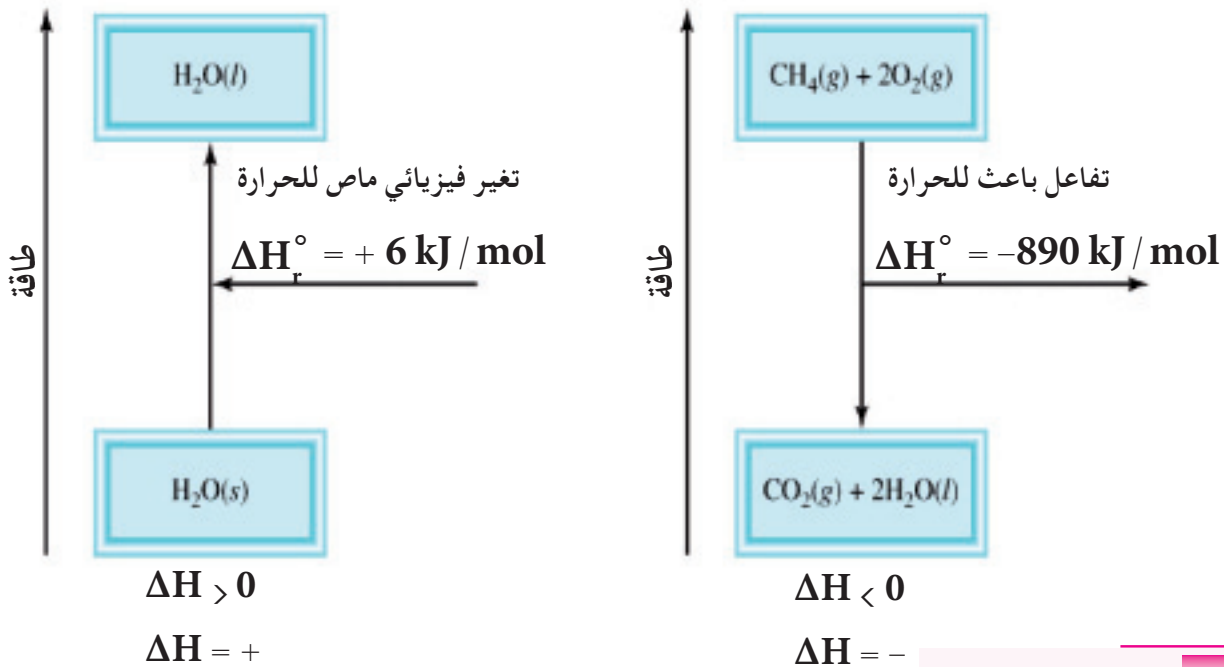 H₂O(l)
تغير فيزيائي ماص للحرارة
ΔH°r = + 6 kJ / mol
طاقة
H₂O(s)
ΔH > 0
ΔH = +
CH₄(g) + 2O₂(g)
تفاعل باعث للحرارة
ΔH°r = −890 kJ / mol
طاقة
CO₂(g) + 2H₂O(l)
ΔH < 0
ΔH = −